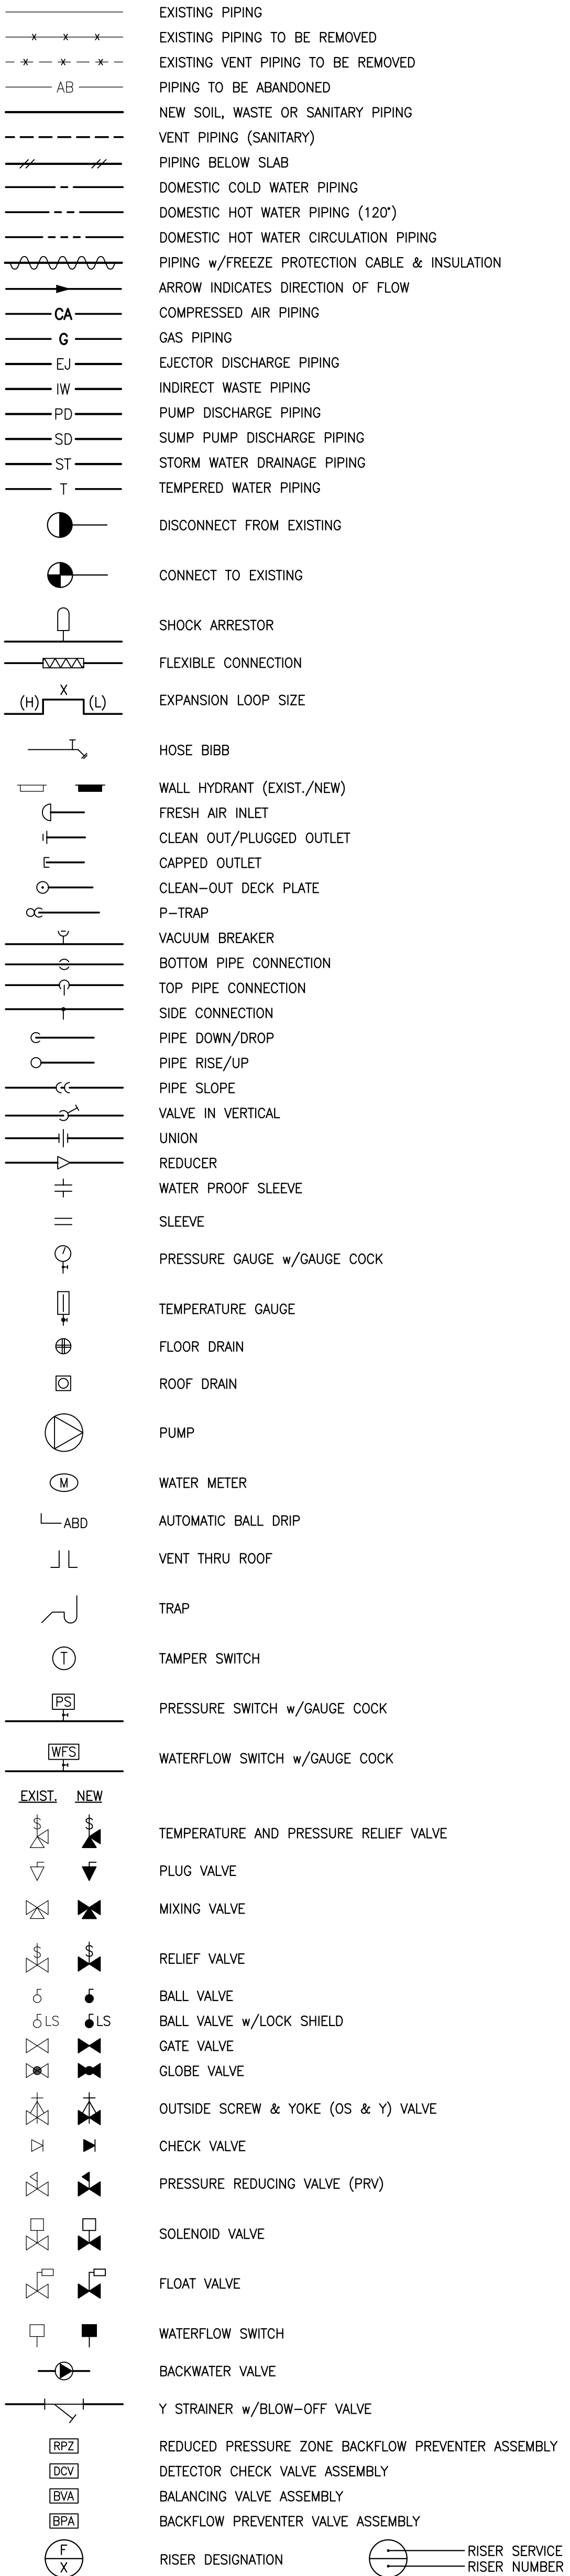 EXISTING PIPING
x x x EXISTING PIPING TO BE REMOVED
x x x EXISTING VENT PIPING TO BE REMOVED
AB PIPING TO BE ABANDONED
NEW SOIL, WASTE OR SANITARY PIPING
VENT PIPING (SANITARY)
PIPING BELOW SLAB
DOMESTIC COLD WATER PIPING
DOMESTIC HOT WATER PIPING (120°)
DOMESTIC HOT WATER CIRCULATION PIPING
PIPING w/FREEZE PROTECTION CABLE & INSULATION
ARROW INDICATES DIRECTION OF FLOW
CA COMPRESSED AIR PIPING
G GAS PIPING
EJ EJECTOR DISCHARGE PIPING
IW INDIRECT WASTE PIPING
PD PUMP DISCHARGE PIPING
SD SUMP PUMP DISCHARGE PIPING
ST STORM WATER DRAINAGE PIPING
T TEMPERED WATER PIPING
DISCONNECT FROM EXISTING
CONNECT TO EXISTING
SHOCK ARRESTOR
FLEXIBLE CONNECTION
X
(H) (L) EXPANSION LOOP SIZE
HOSE BIBB
WALL HYDRANT (EXIST./NEW)
FRESH AIR INLET
CLEAN OUT/PLUGGED OUTLET
CAPPED OUTLET
CLEAN-OUT DECK PLATE
P-TRAP
VACUUM BREAKER
BOTTOM PIPE CONNECTION
TOP PIPE CONNECTION
SIDE CONNECTION
PIPE DOWN/DROP
PIPE RISE/UP
PIPE SLOPE
VALVE IN VERTICAL
UNION
REDUCER
WATER PROOF SLEEVE
SLEEVE
PRESSURE GAUGE w/GAUGE COCK
TEMPERATURE GAUGE
FLOOR DRAIN
ROOF DRAIN
PUMP
M WATER METER
ABD AUTOMATIC BALL DRIP
VENT THRU ROOF
TRAP
T TAMPER SWITCH
PS PRESSURE SWITCH w/GAUGE COCK
WFS WATERFLOW SWITCH w/GAUGE COCK
EXIST. NEW
S S TEMPERATURE AND PRESSURE RELIEF VALVE
PLUG VALVE
MIXING VALVE
S S RELIEF VALVE
BALL VALVE
LS LS BALL VALVE w/LOCK SHIELD
GATE VALVE
GLOBE VALVE
OUTSIDE SCREW & YOKE (OS & Y) VALVE
CHECK VALVE
PRESSURE REDUCING VALVE (PRV)
SOLENOID VALVE
FLOAT VALVE
WATERFLOW SWITCH
BACKWATER VALVE
Y STRAINER w/BLOW-OFF VALVE
RPZ REDUCED PRESSURE ZONE BACKFLOW PREVENTER ASSEMBLY
DCV DETECTOR CHECK VALVE ASSEMBLY
BVA BALANCING VALVE ASSEMBLY
BPA BACKFLOW PREVENTER VALVE ASSEMBLY
F
X
RISER DESIGNATION
RISER SERVICE
RISER NUMBER